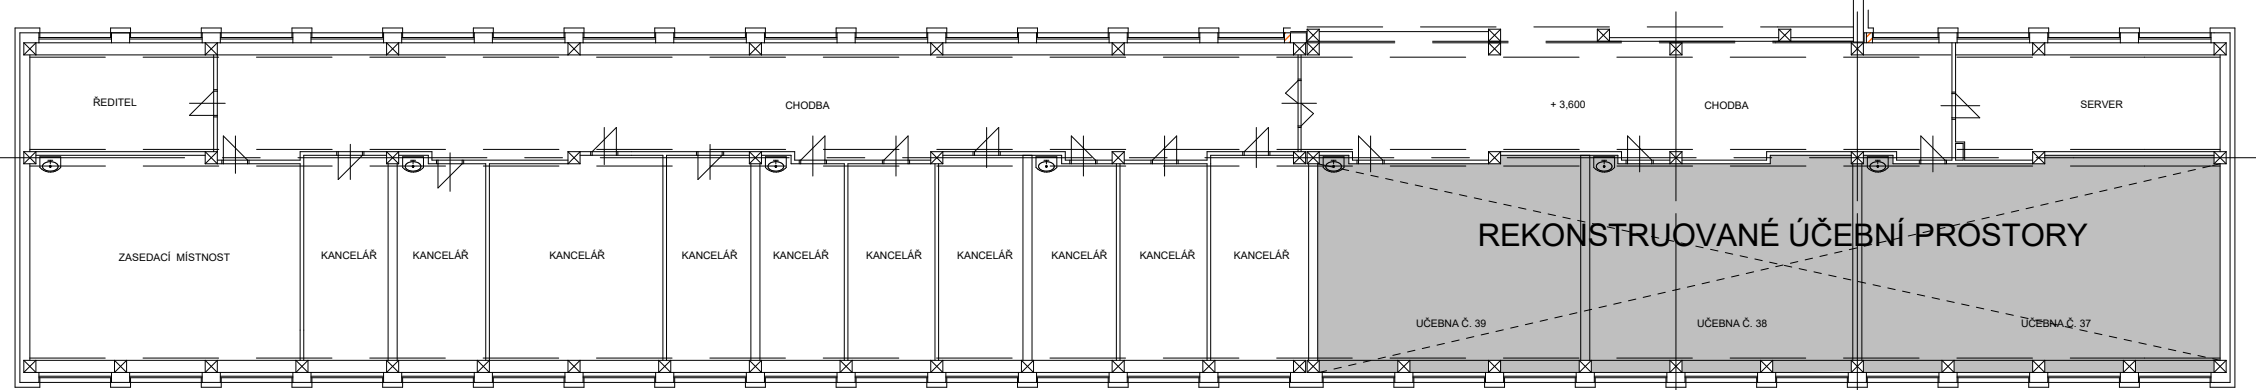 ŘEDITEL
CHODBA
+ 3,600
CHODBA
SERVER
REKONSTRUOVANÉ ÚČEBNÍ PROSTORY
ZASEDACÍ MÍSTNOST
KANCELÁŘ
KANCELÁŘ
KANCELÁŘ
KANCELÁŘ
KANCELÁŘ
KANCELÁŘ
KANCELÁŘ
KANCELÁŘ
KANCELÁŘ
KANCELÁŘ
UČEBNA Č. 39
UČEBNA Č. 38
UČEBNA Č. 37